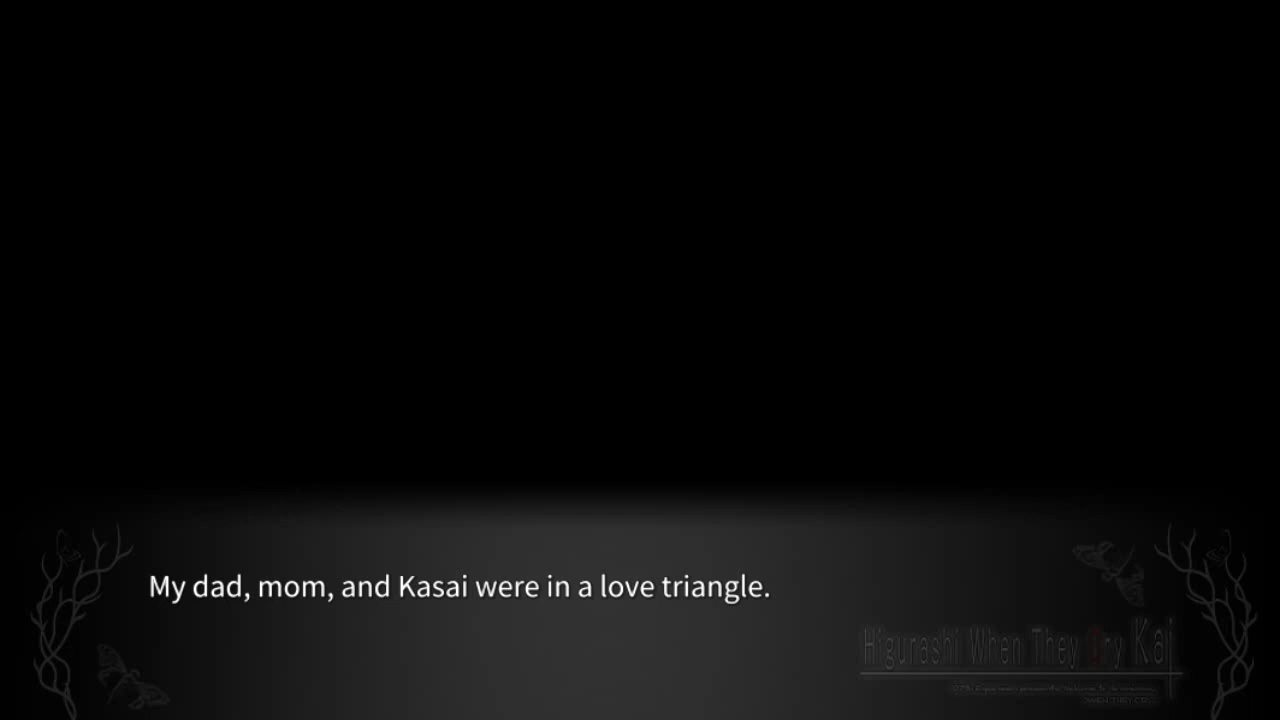 My dad, mom, and Kasai were in a love triangle.
Higurashi When They Cry Kai